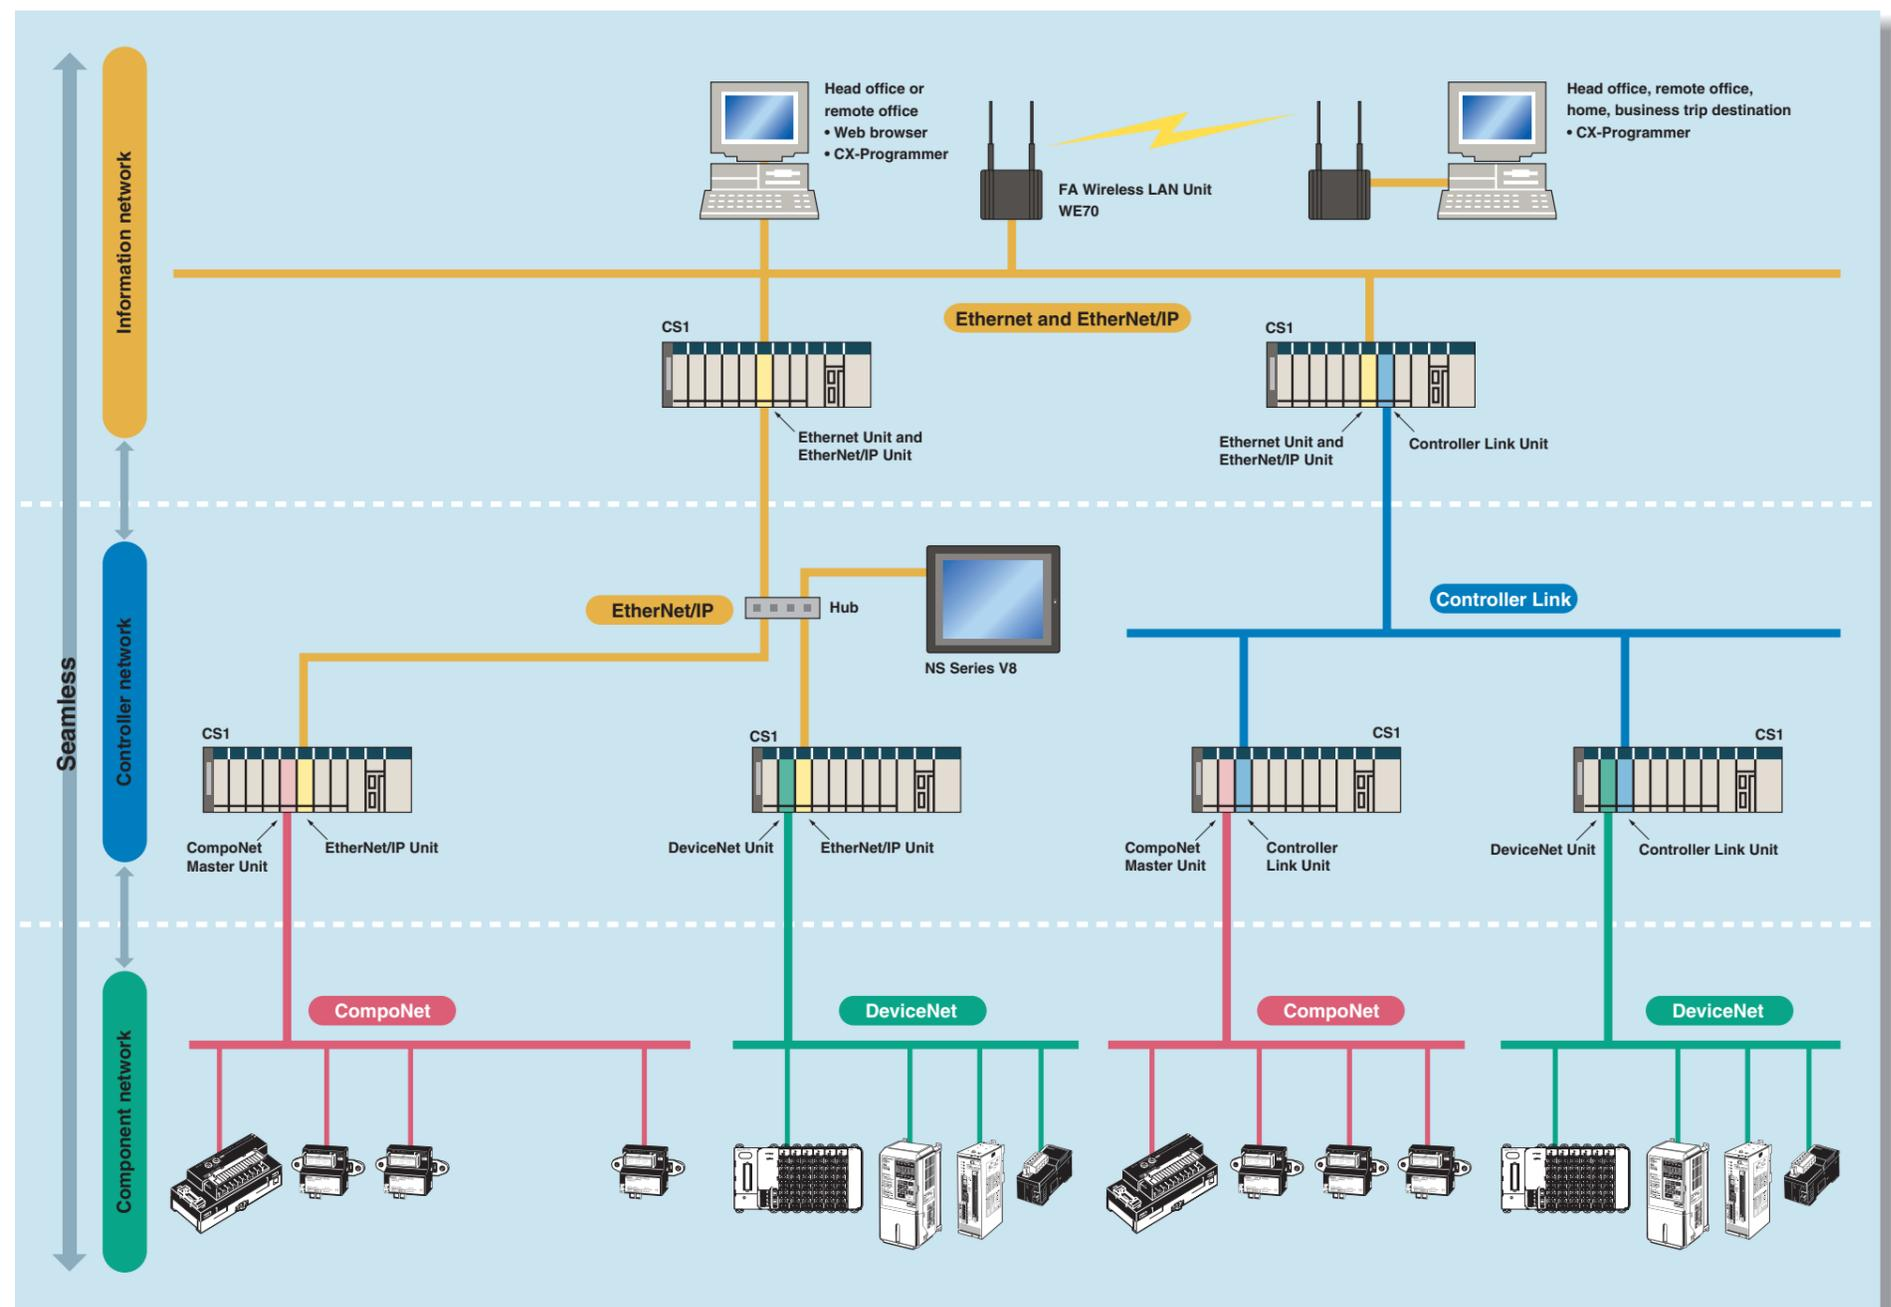 Seamless
Information network
Controller network
Component network
Head office or
remote office
• Web browser
• CX-Programmer
FA Wireless LAN Unit
WE70
Head office, remote office,
home, business trip destination
• CX-Programmer
Ethernet and EtherNet/IP
CS1
Ethernet Unit and
EtherNet/IP Unit
CS1
Ethernet Unit and
EtherNet/IP Unit
Controller Link Unit
EtherNet/IP
Hub
NS Series V8
Controller Link
CS1
CompoNet
Master Unit
EtherNet/IP Unit
CS1
DeviceNet Unit
EtherNet/IP Unit
CS1
CompoNet
Master Unit
Controller
Link Unit
CS1
DeviceNet Unit
Controller Link Unit
CompoNet
DeviceNet
CompoNet
DeviceNet